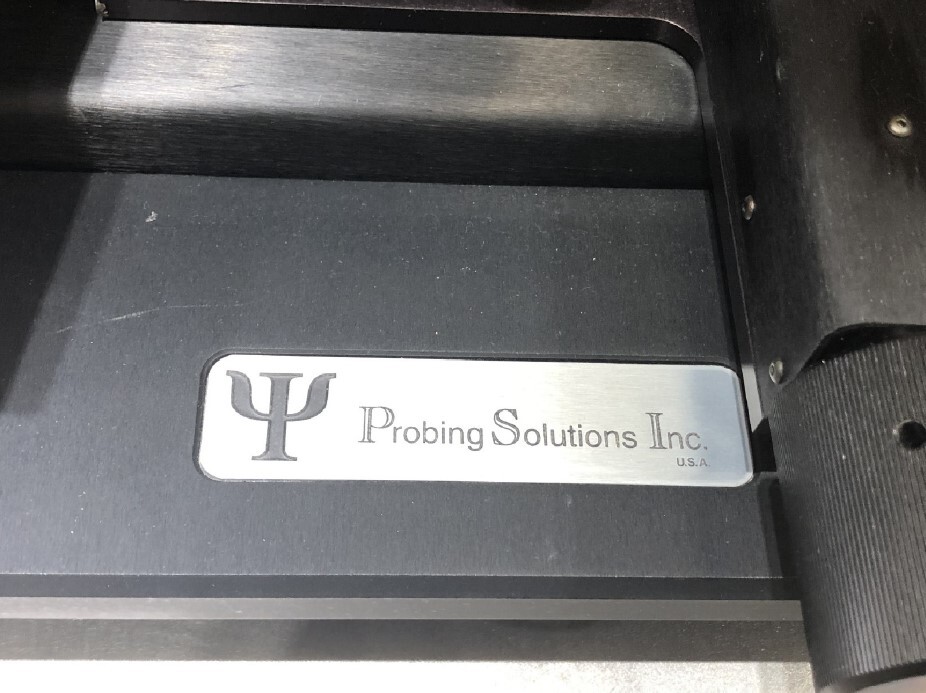 Ψ Probing Solutions Inc.
U.S.A.